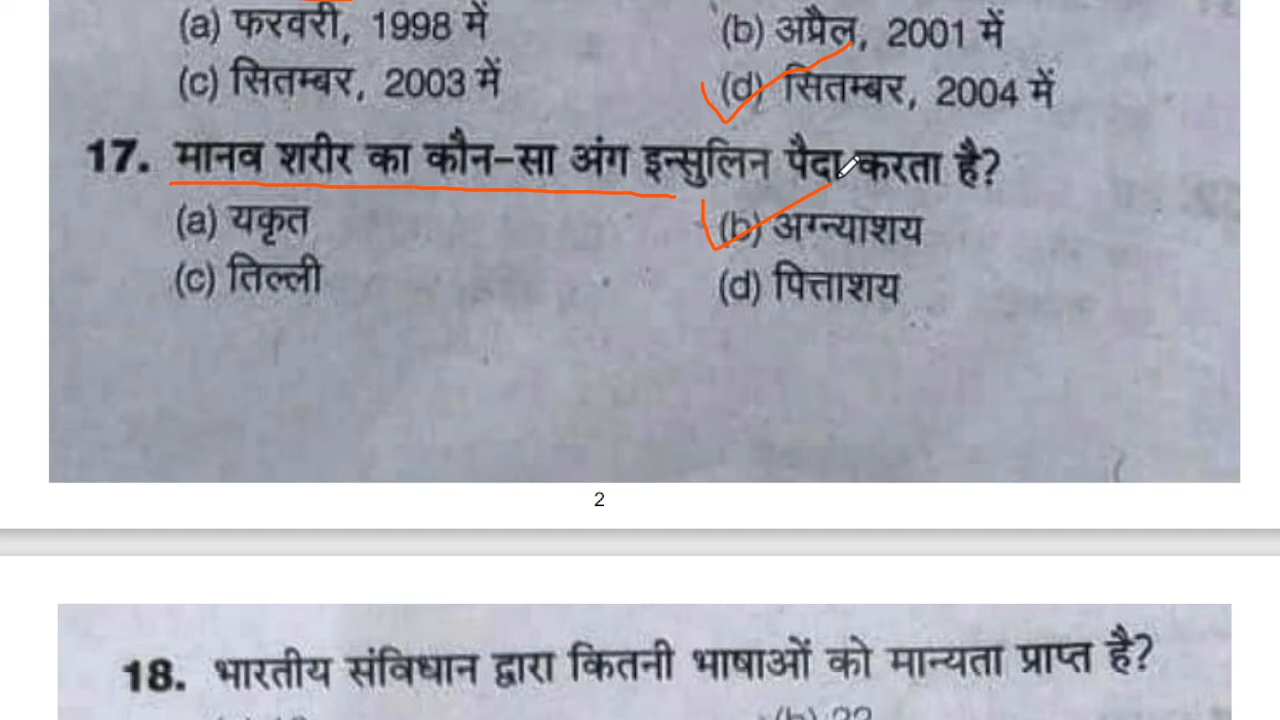 (a) फरवरी, 1998 में (b) अप्रैल, 2001 में
(c) सितम्बर, 2003 में (d) सितम्बर, 2004 में
17. मानव शरीर का कौन-सा अंग इन्सुलिन पैदा करता है?
(a) यकृत (b) अग्न्याशय
(c) तिल्ली (d) पित्ताशय
2
18. भारतीय संविधान द्वारा कितनी भाषाओं को मान्यता प्राप्त है?
(b) 22